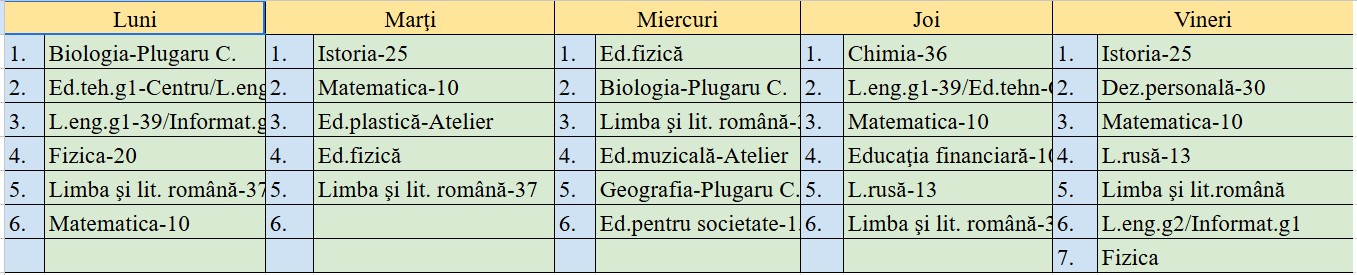 Luni Marţi Miercuri Joi Vineri
1. Biologia-Plugaru C. 1. Istoria-25 1. Ed.fizică 1. Chimia-36 1. Istoria-25
2. Ed.teh.g1-Centru/L.eng 2. Matematica-10 2. Biologia-Plugaru C. 2. L.eng.g1-39/Ed.tehn- 2. Dez.personală-30
3. L.eng.g1-39/Informat.g 3. Ed.plastică-Atelier 3. Limba şi lit. română- 3. Matematica-10 3. Matematica-10
4. Fizica-20 4. Ed.fizică 4. Ed.muzicală-Atelier 4. Educaţia financiară-10 4. L.rusă-13
5. Limba şi lit. română-37 5. Limba şi lit. română-37 5. Geografia-Plugaru C. 5. L.rusă-13 5. Limba şi lit.română
6. Matematica-10 6. 6. Ed.pentru societate-1 6. Limba şi lit. română-3 6. L.eng.g2/Informat.g1
7. Fizica